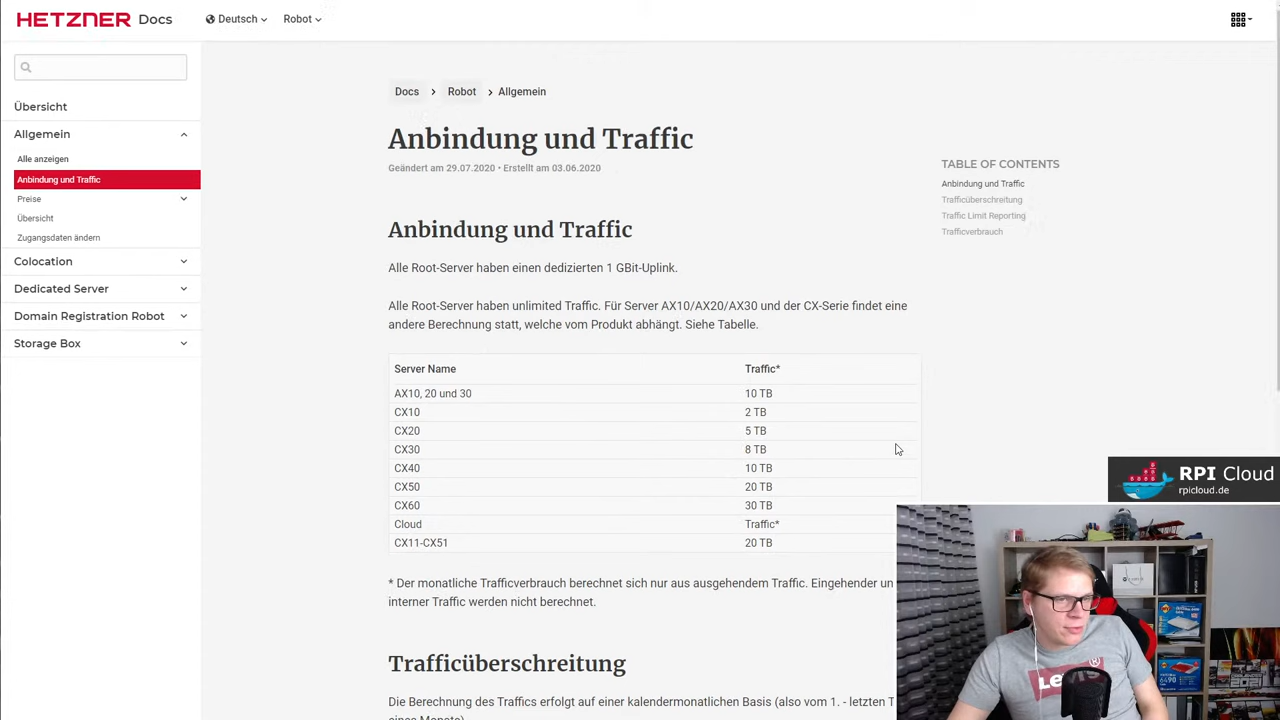 HETZNER Docs
Deutsch
Robot
Übersicht
Allgemein
Alle anzeigen
Anbindung und Traffic
Preise
Übersicht
Zugangsdaten ändern
Colocation
Dedicated Server
Domain Registration Robot
Storage Box
Docs > Robot > Allgemein
Anbindung und Traffic
Geändert am 29.07.2020 • Erstellt am 03.06.2020
Anbindung und Traffic
Alle Root-Server haben einen dedizierten 1 GBit-Uplink.
Alle Root-Server haben unlimited Traffic. Für Server AX10/AX20/AX30 und der CX-Serie findet eine
andere Berechnung statt, welche vom Produkt abhängt. Siehe Tabelle.
Server Name Traffic*
AX10, 20 und 30 10 TB
CX10 2 TB
CX20 5 TB
CX30 8 TB
CX40 10 TB
CX50 20 TB
CX60 30 TB
Cloud Traffic*
CX11-CX51 20 TB
* Der monatliche Trafficverbrauch berechnet sich nur aus ausgehendem Traffic. Eingehender un
interner Traffic werden nicht berechnet.
Trafficüberschreitung
Die Berechnung des Traffics erfolgt auf einer kalendermonatlichen Basis (also vom 1. - letzten T
eines Monats)
TABLE OF CONTENTS
Anbindung und Traffic
Trafficüberschreitung
Traffic Limit Reporting
Trafficverbrauch
RPI Cloud
rpicloud.de